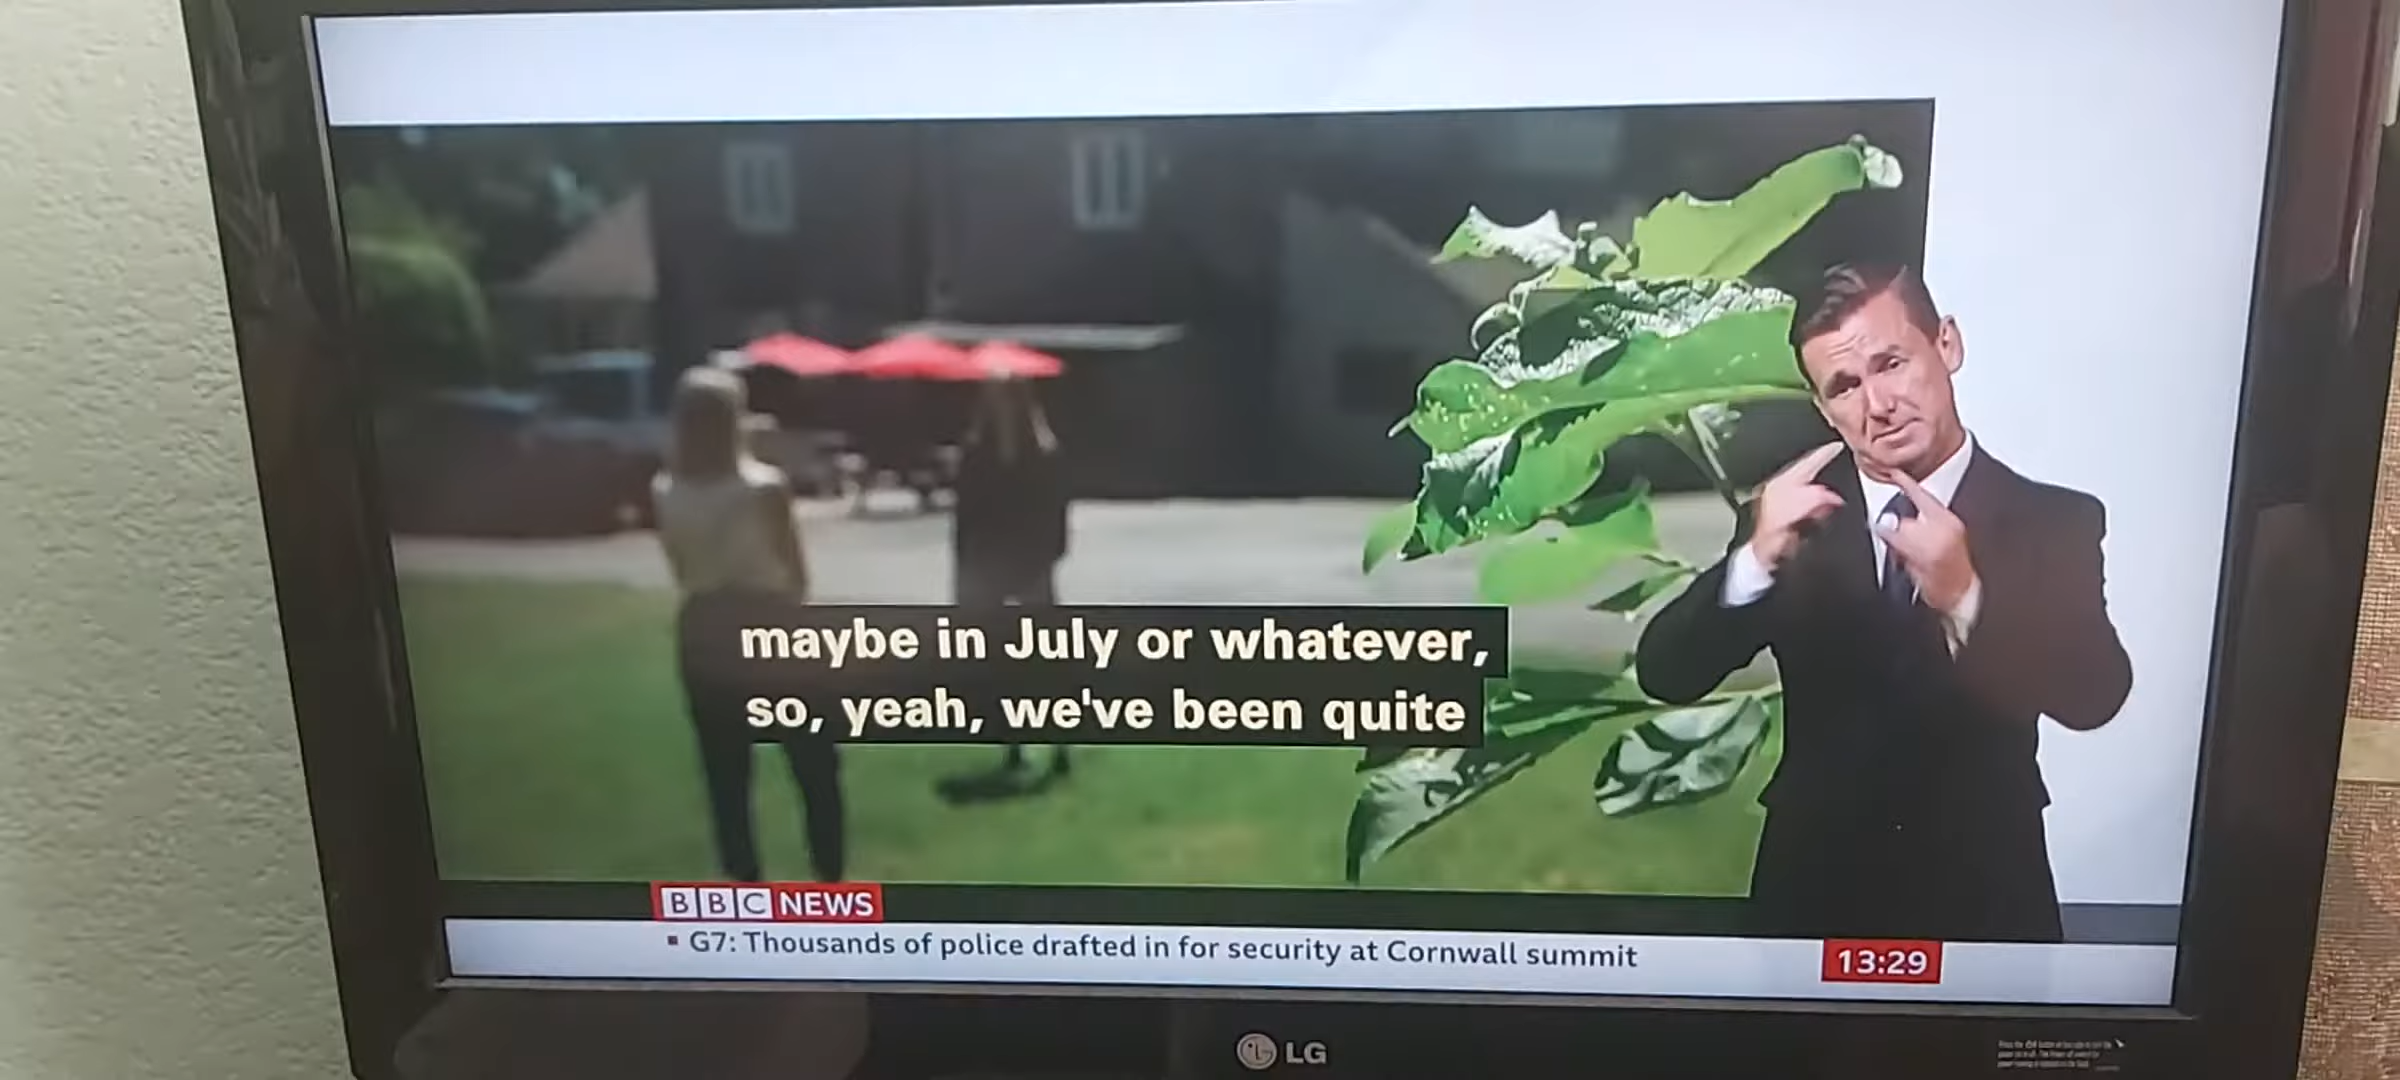 maybe in July or whatever,
so, yeah, we've been quite
BBC NEWS
▪ G7: Thousands of police drafted in for security at Cornwall summit
13:29
LG